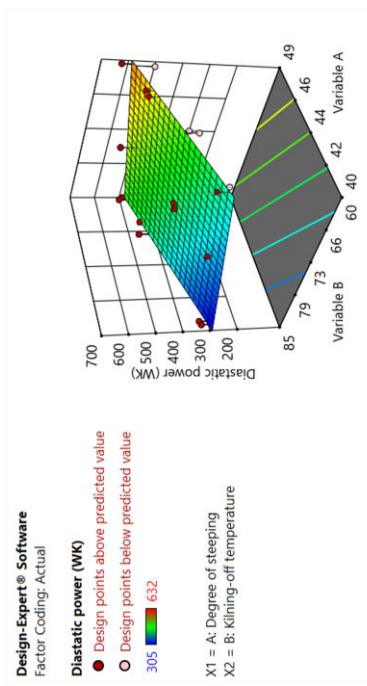 Design-Expert® Software
Factor Coding: Actual
Diastatic power (WK)
Design points above predicted value
Design points below predicted value
305 632
X1 = A: Degree of steeping
X2 = B: Kilning-off temperature
700
600
500
400
300
200
Diastatic power (WK)
85
79
73
66
60
Variable B
40
42
44
46
49
Variable A